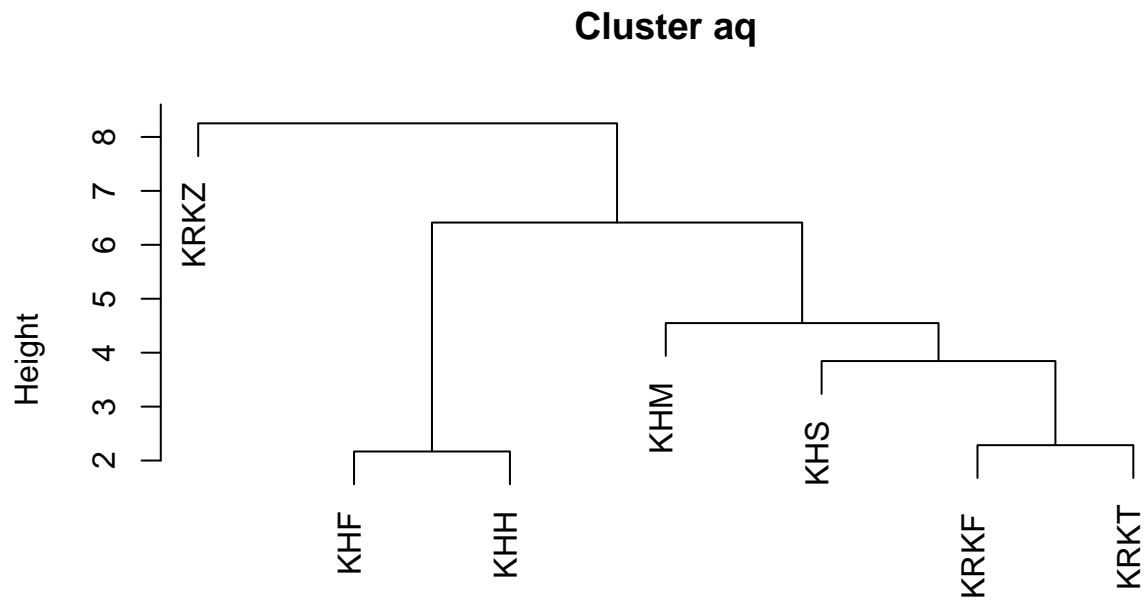 Cluster aq
Height
8
7
6
5
4
3
2
KRKZ
KHF
KHH
KHM
KHS
KRKF
KRKT